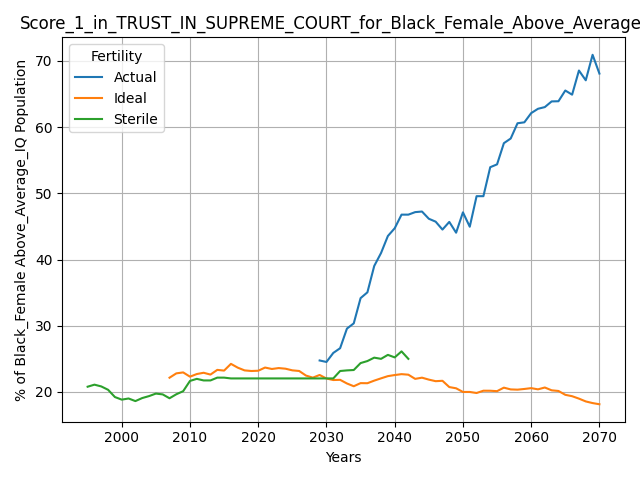 Score_1_in_TRUST_IN_SUPREME_COURT_for_Black_Female_Above_Average
Fertility
Actual
Ideal
Sterile
% of Black_Female Above_Average_IQ Population
70
60
50
40
30
20
2000 2010 2020 2030 2040 2050 2060 2070
Years